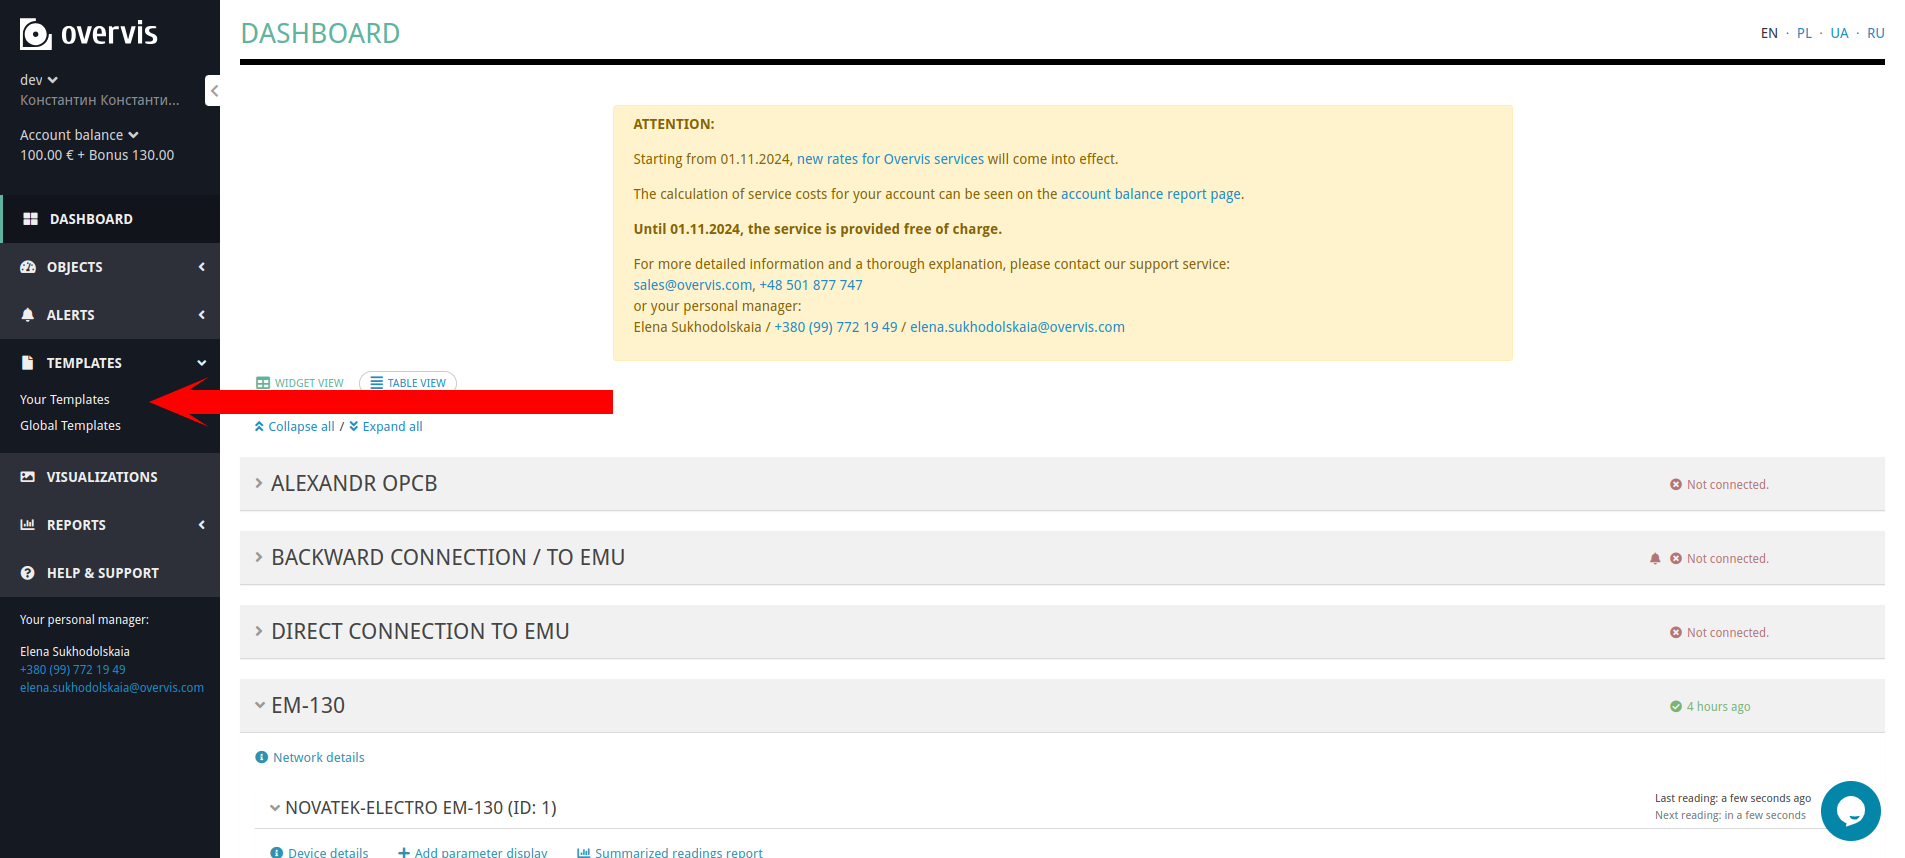 overvis
dev
Константин Константи...
Account balance
100.00 € + Bonus 130.00
DASHBOARD
OBJECTS
ALERTS
TEMPLATES
Your Templates
Global Templates
VISUALIZATIONS
REPORTS
HELP & SUPPORT
Your personal manager:
Elena Sukhodolskaia
+380 (99) 772 19 49
elena.sukhodolskaia@overvis.com
DASHBOARD
EN · PL · UA · RU
ATTENTION:
Starting from 01.11.2024, new rates for Overvis services will come into effect.
The calculation of service costs for your account can be seen on the account balance report page.
Until 01.11.2024, the service is provided free of charge.
For more detailed information and a thorough explanation, please contact our support service:
sales@overvis.com, +48 501 877 747
or your personal manager:
Elena Sukhodolskaia / +380 (99) 772 19 49 / elena.sukhodolskaia@overvis.com
WIDGET VIEW TABLE VIEW
Collapse all / Expand all
ALEXANDR OPCB Not connected.
BACKWARD CONNECTION / TO EMU Not connected.
DIRECT CONNECTION TO EMU Not connected.
EM-130 4 hours ago
Network details
NOVATEK-ELECTRO EM-130 (ID: 1)
Last reading: a few seconds ago
Next reading: in a few seconds
Device details Add parameter display Summarized readings report